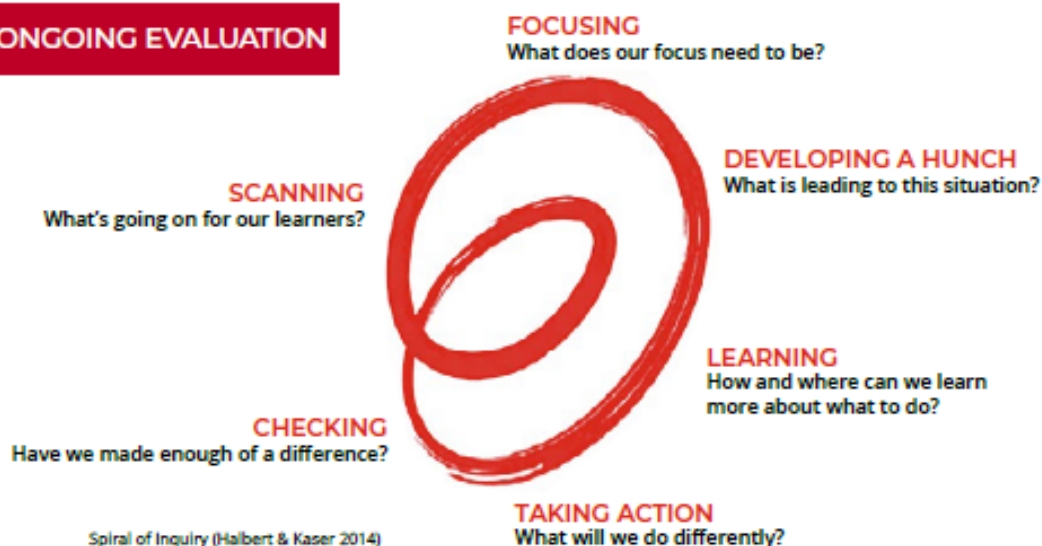 ONGOING EVALUATION
FOCUSING
What does our focus need to be?
DEVELOPING A HUNCH
What is leading to this situation?
SCANNING
What's going on for our learners?
LEARNING
How and where can we learn
more about what to do?
CHECKING
Have we made enough of a difference?
TAKING ACTION
What will we do differently?
Spiral of Inquiry (Halbert & Kaser 2014)